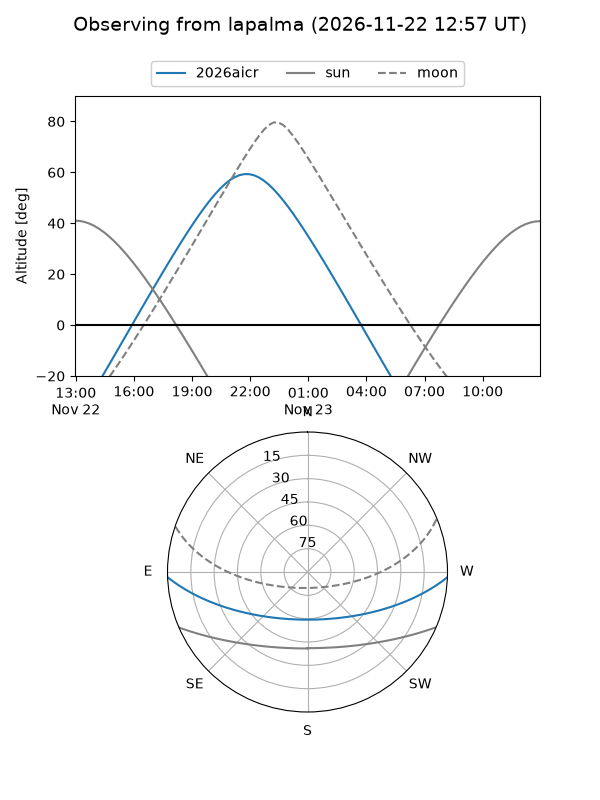 Observing from lapalma (2026-11-22 12:57 UT)
2026aicr sun moon
80
60
40
20
0
−20
Altitude [deg]
13:00 16:00 19:00 22:00 01:00 04:00 07:00 10:00
Nov 22 Nov 23
N
NE NW
15
30
45
60
75
E W
SE SW
S